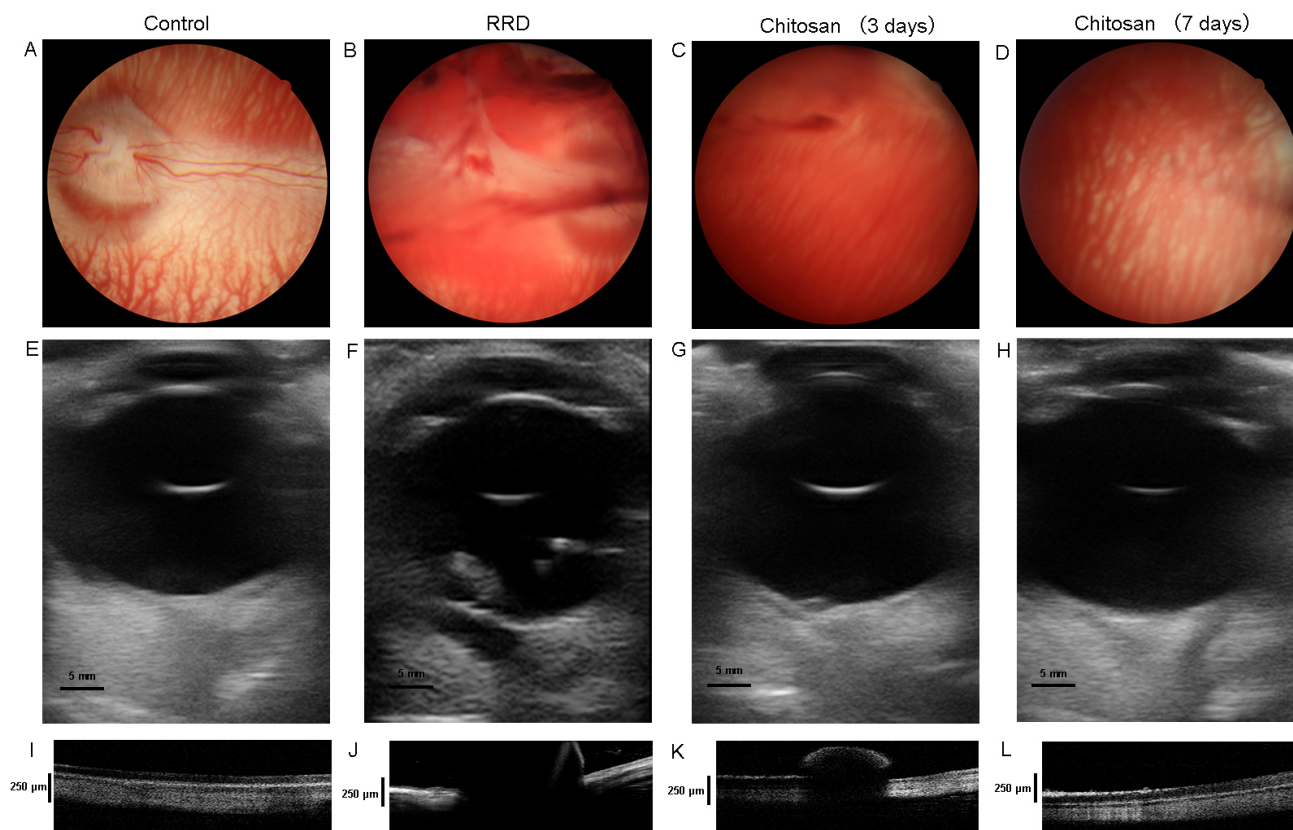 Control RRD Chitosan （3 days） Chitosan （7 days）
A B C D
E F G H
5 mm 5 mm 5 mm 5 mm
I J K L
250 μm 250 μm 250 μm 250 μm